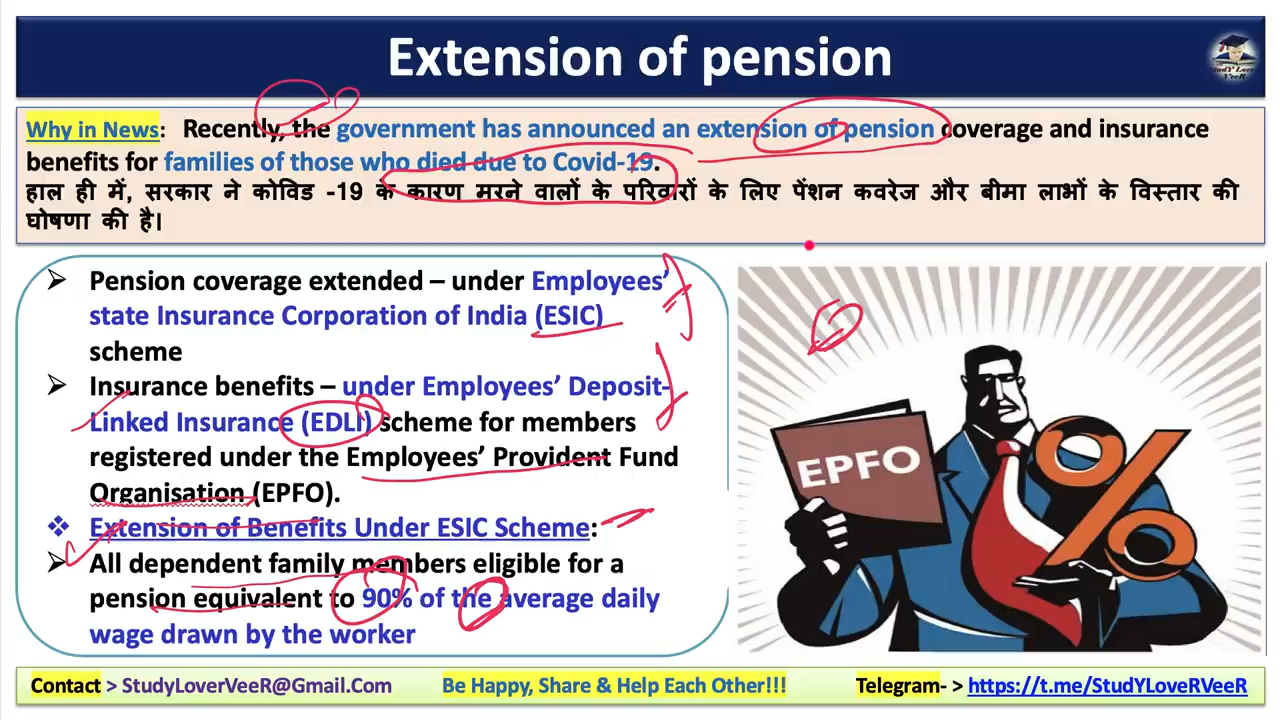 Extension of pension
StudY Lover
VeeR
Why in News: Recently, the government has announced an extension of pension coverage and insurance
benefits for families of those who died due to Covid-19.
हाल ही में, सरकार ने कोविड -19 के कारण मरने वालों के परिवारों के लिए पेंशन कवरेज और बीमा लाभों के विस्तार की
घोषणा की है।
➢ Pension coverage extended – under Employees’
state Insurance Corporation of India (ESIC)
scheme
➢ Insurance benefits – under Employees’ Deposit-
Linked Insurance (EDLI) scheme for members
registered under the Employees’ Provident Fund
Organisation (EPFO).
❖ Extension of Benefits Under ESIC Scheme:
➢ All dependent family members eligible for a
pension equivalent to 90% of the average daily
wage drawn by the worker
EPFO
%
Contact > StudyLoverVeeR@Gmail.Com Be Happy, Share & Help Each Other!!! Telegram- > https://t.me/StudYLoveRVeeR